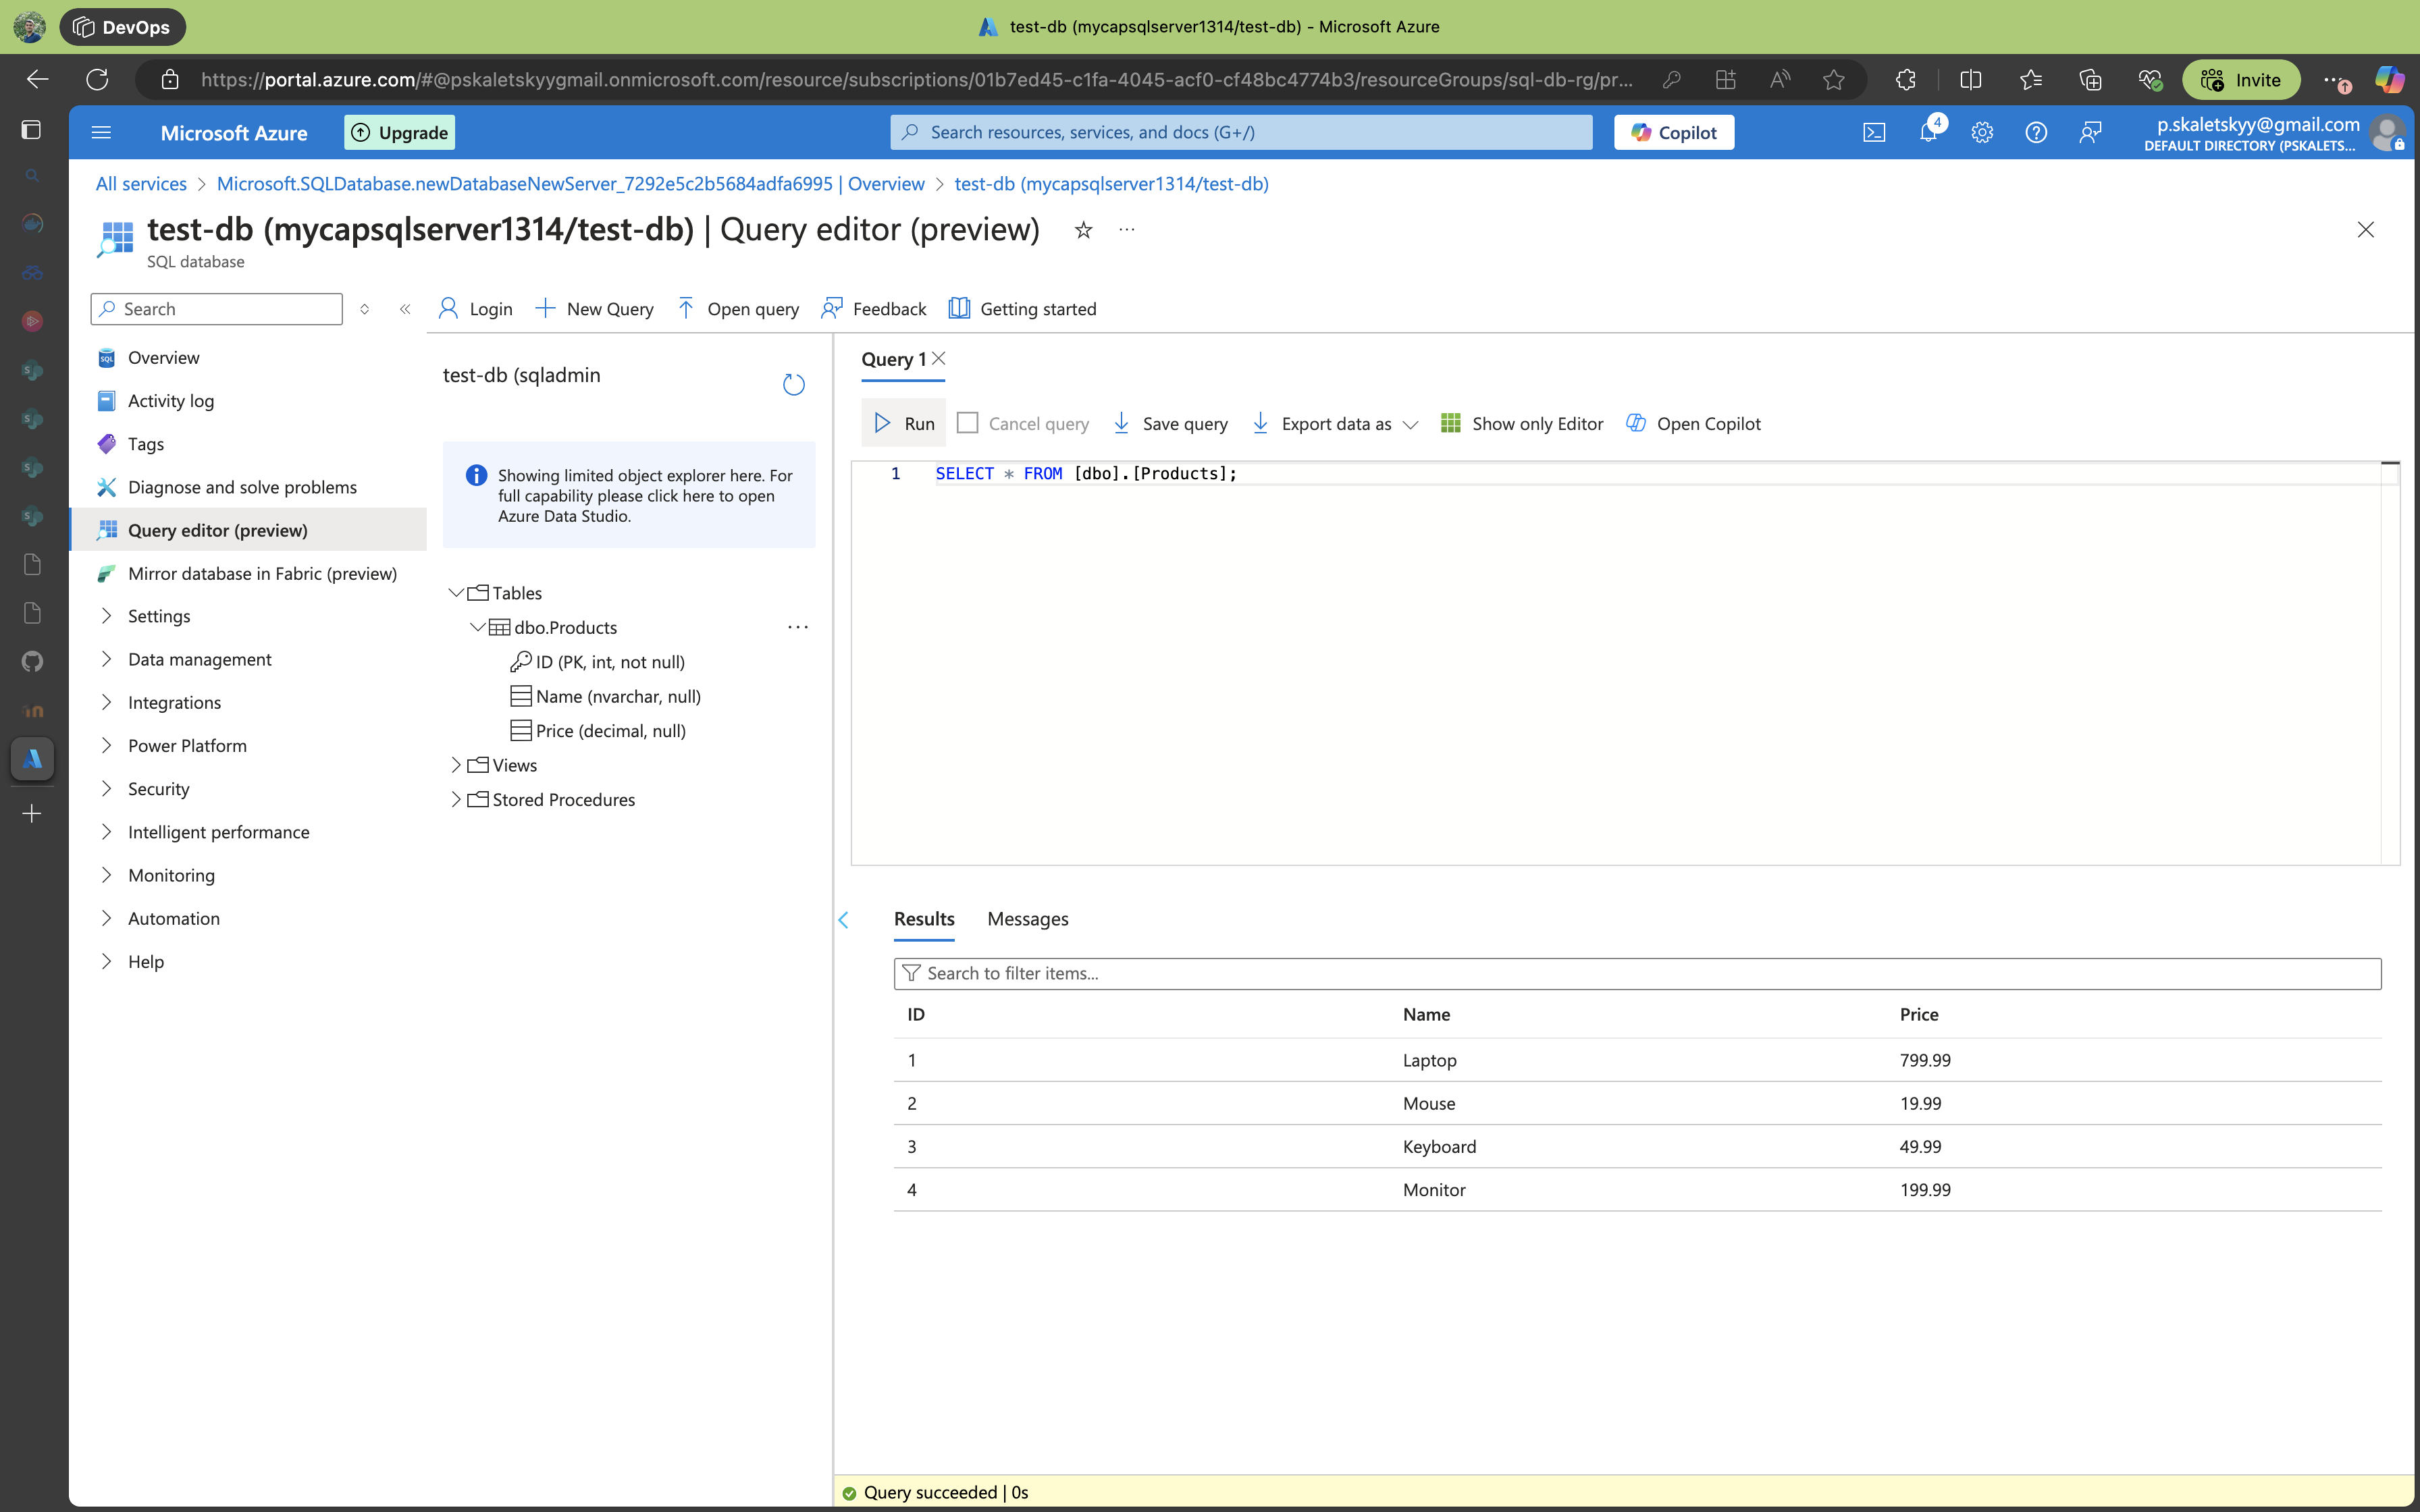 DevOps
test-db (mycapsqlserver1314/test-db) - Microsoft Azure
https://portal.azure.com/#@pskaletskyygmail.onmicrosoft.com/resource/subscriptions/01b7ed45-c1fa-4045-acf0-cf48bc4774b3/resourceGroups/sql-db-rg/pr...
Invite
Microsoft Azure
Upgrade
Search resources, services, and docs (G+/)
Copilot
4
p.skaletskyy@gmail.com
DEFAULT DIRECTORY (PSKALETS...
All services > Microsoft.SQLDatabase.newDatabaseNewServer_7292e5c2b5684adfa6995 | Overview > test-db (mycapsqlserver1314/test-db)
test-db (mycapsqlserver1314/test-db) | Query editor (preview)
SQL database
Search
Login
New Query
Open query
Feedback
Getting started
Overview
Activity log
Tags
Diagnose and solve problems
Query editor (preview)
Mirror database in Fabric (preview)
Settings
Data management
Integrations
Power Platform
Security
Intelligent performance
Monitoring
Automation
Help
test-db (sqladmin
Showing limited object explorer here. For
full capability please click here to open
Azure Data Studio.
Tables
dbo.Products
ID (PK, int, not null)
Name (nvarchar, null)
Price (decimal, null)
Views
Stored Procedures
Query 1
Run
Cancel query
Save query
Export data as
Show only Editor
Open Copilot
1 SELECT * FROM [dbo].[Products];
Results
Messages
Search to filter items...
ID Name Price
1 Laptop 799.99
2 Mouse 19.99
3 Keyboard 49.99
4 Monitor 199.99
Query succeeded | 0s